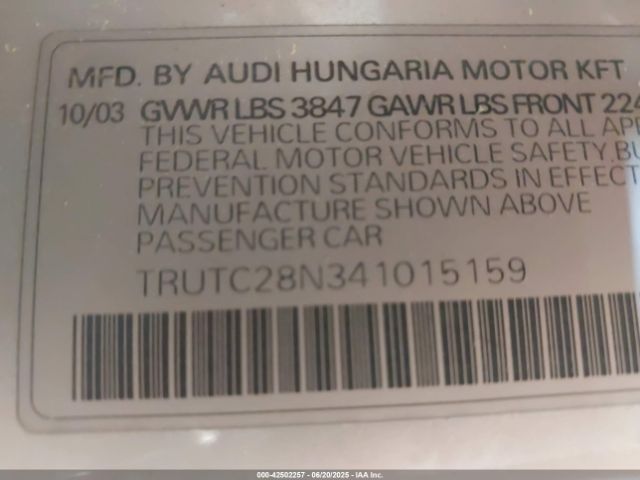 MFD. BY AUDI HUNGARIA MOTOR KFT
10/03 GVWR LBS 3847 GAWR LBS FRONT 224
THIS VEHICLE CONFORMS TO ALL APP
FEDERAL MOTOR VEHICLE SAFETY, BU
PREVENTION STANDARDS IN EFFECT
MANUFACTURE SHOWN ABOVE
PASSENGER CAR
TRUTC28N341015159
000-42502257 - 06/20/2025 - IAA Inc.